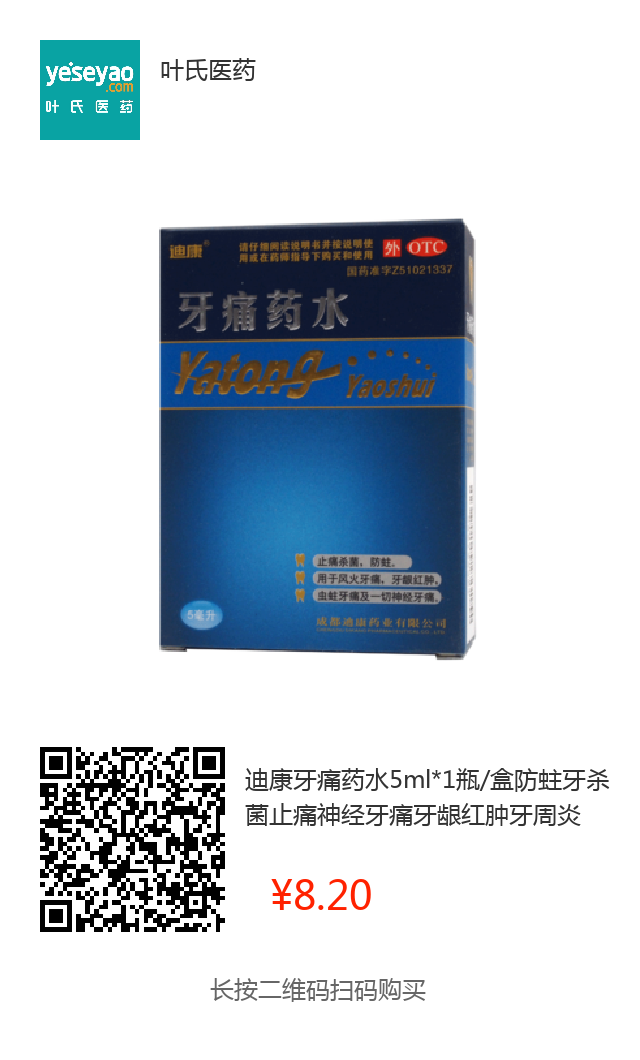 yeseyao
.com
叶氏医药
叶氏医药
迪康®
请仔细阅读说明书并按说明使
用或在药师指导下购买和使用
外 OTC
国药准字Z51021337
牙痛药水
Yatong
Yaoshui
止痛杀菌，防蛀。
用于风火牙痛，牙龈红肿。
虫蛀牙痛及一切神经牙痛。
5毫升
成都迪康药业有限公司
迪康牙痛药水5ml*1瓶/盒防蛀牙杀
菌止痛神经牙痛牙龈红肿牙周炎
¥8.20
长按二维码扫码购买